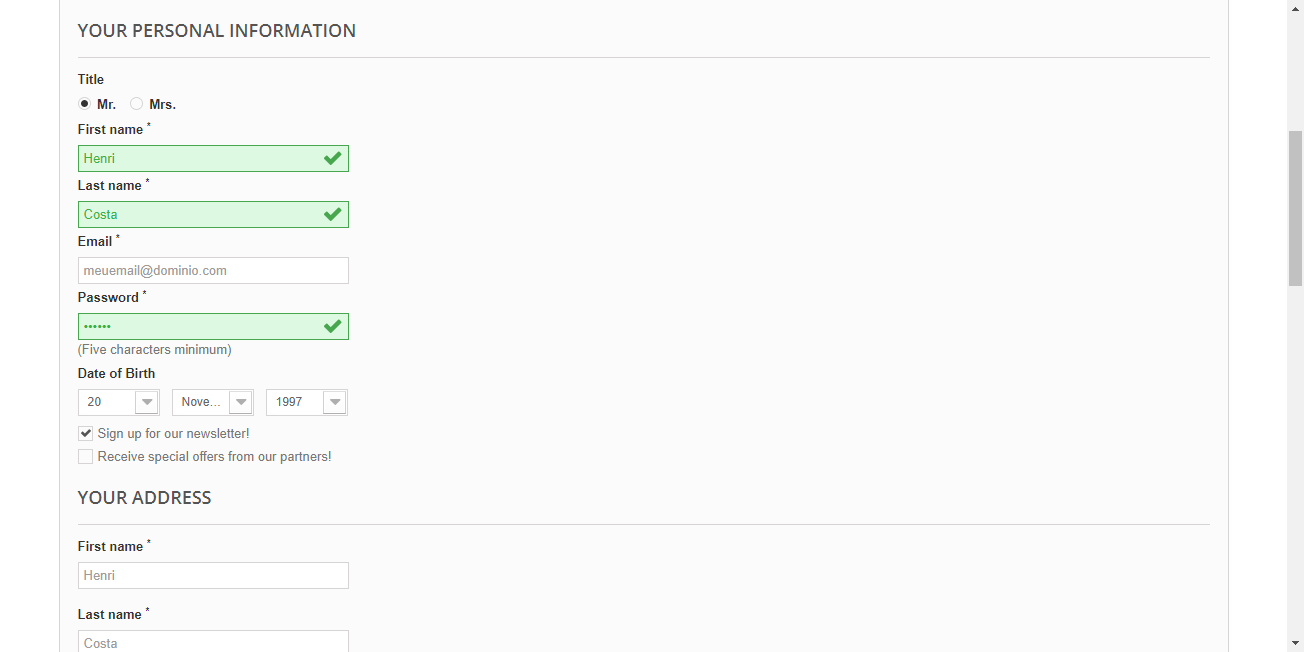 YOUR PERSONAL INFORMATION
Title
Mr. Mrs.
First name *
Henri
Last name *
Costa
Email *
meuemail@dominio.com
Password *
••••••
(Five characters minimum)
Date of Birth
20 Nove... 1997
Sign up for our newsletter!
Receive special offers from our partners!
YOUR ADDRESS
First name *
Henri
Last name *
Costa